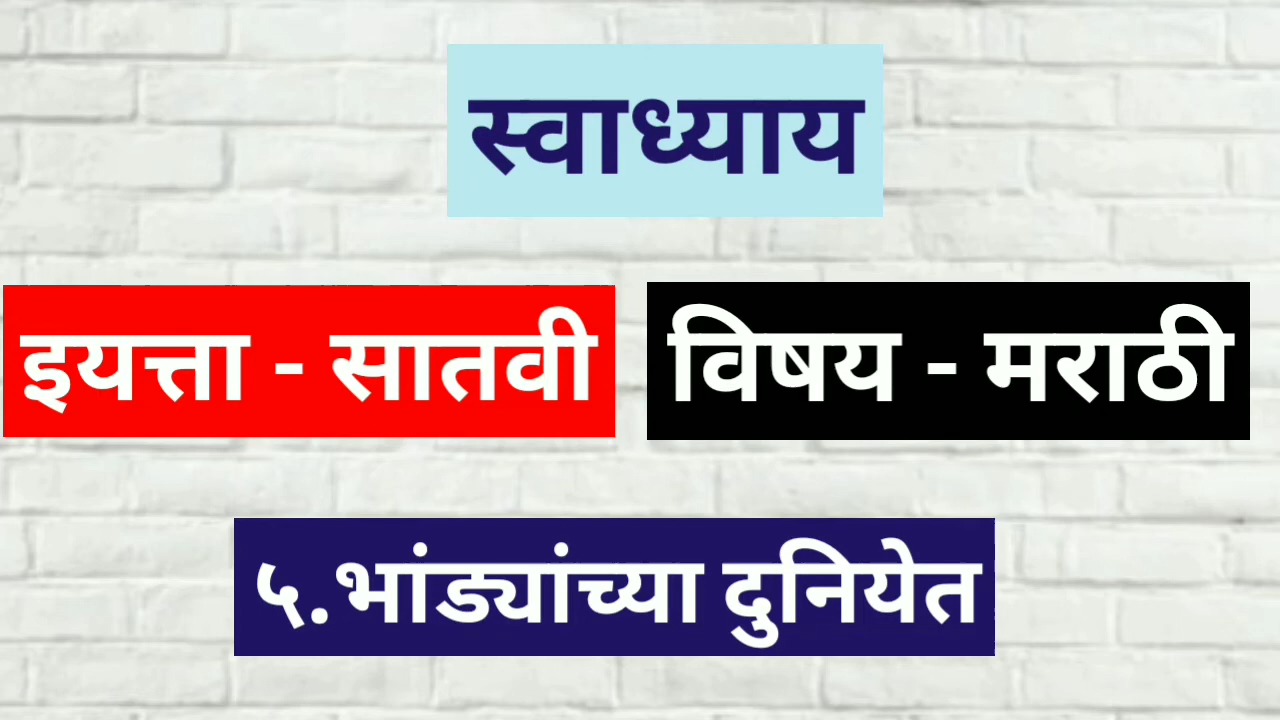 स्वाध्याय
इयत्ता - सातवी विषय - मराठी
५.भांड्यांच्या दुनियेत